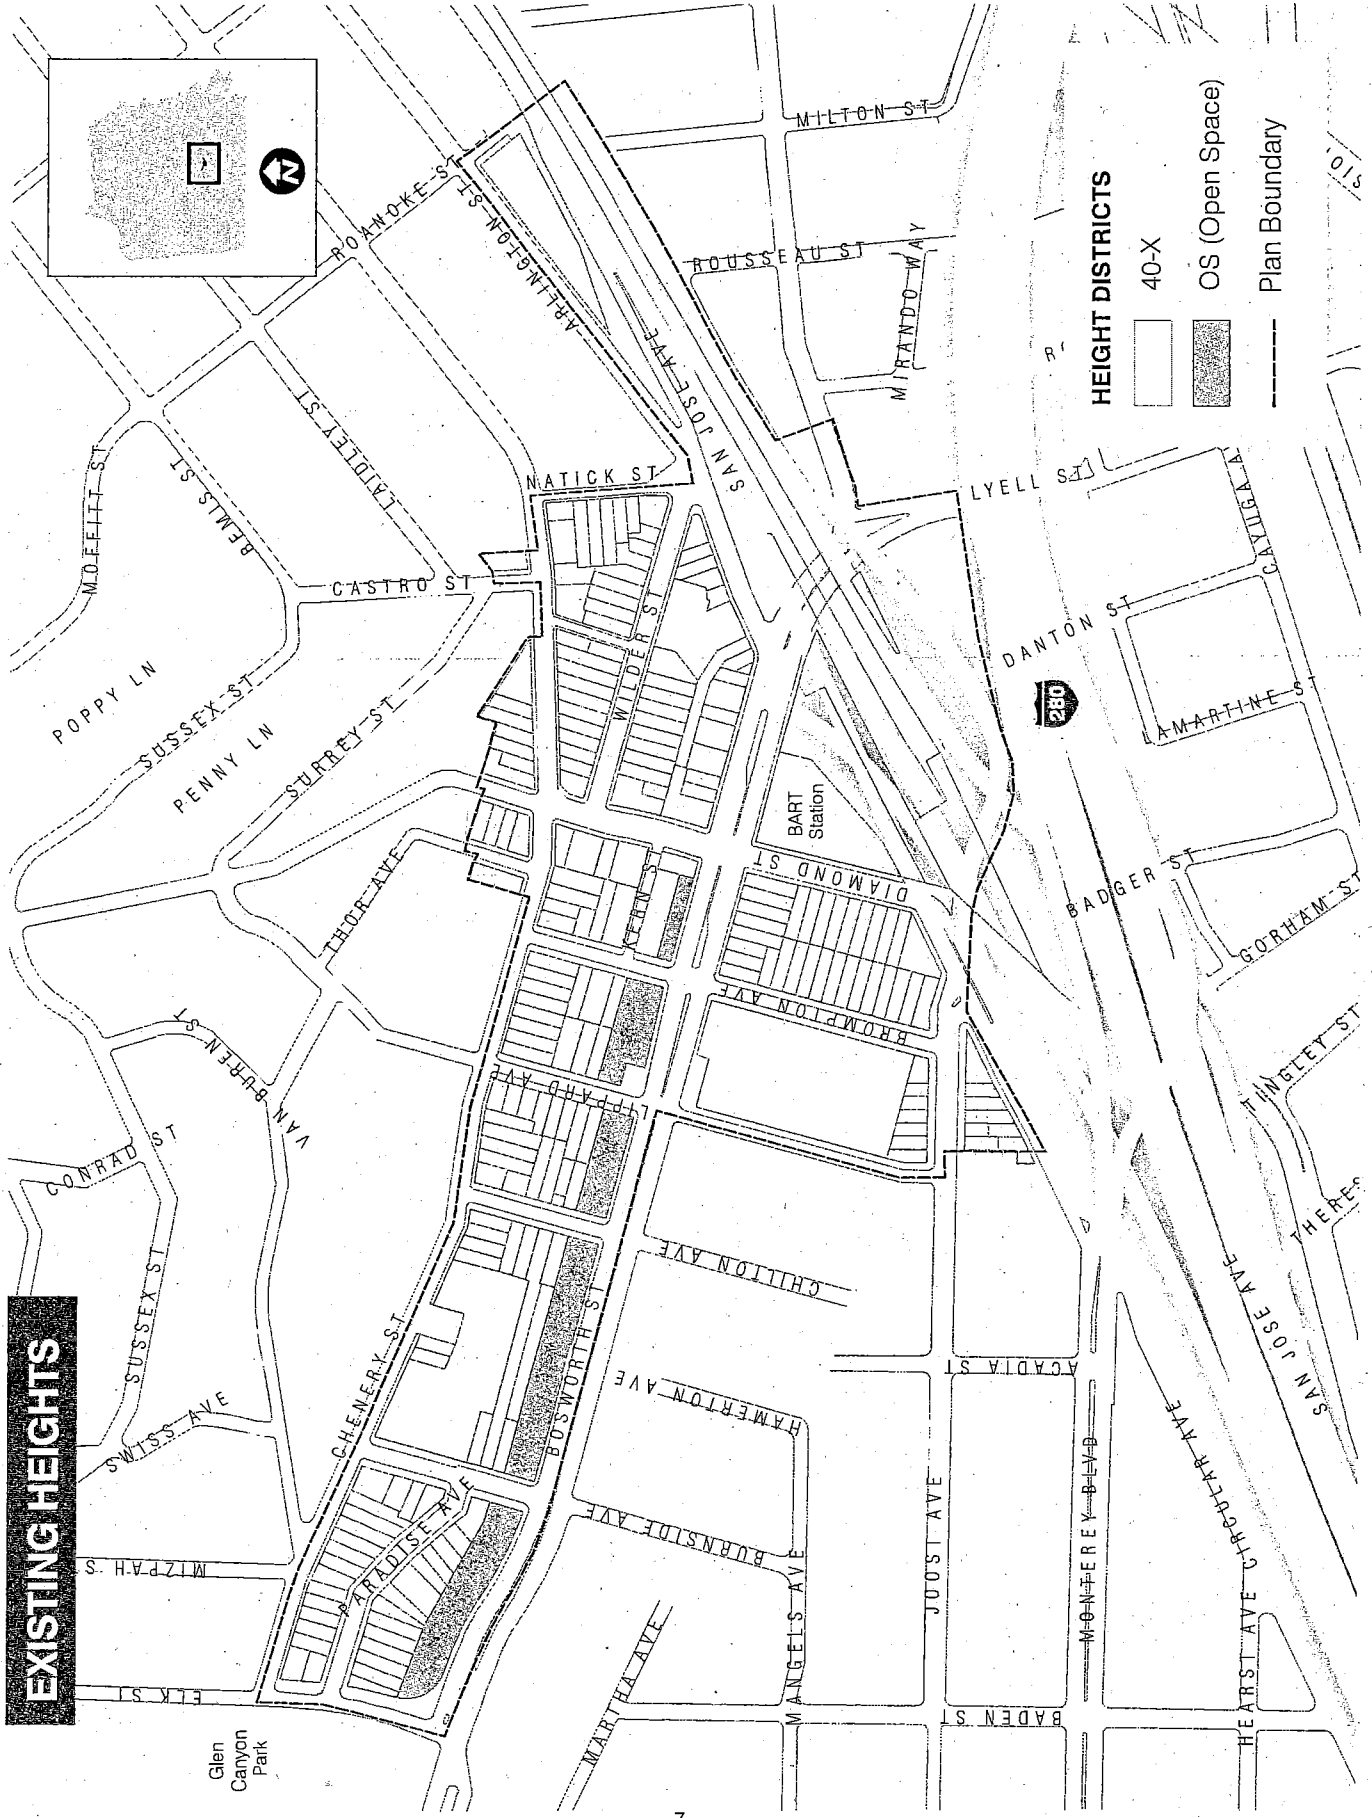 EXISTING HEIGHTS
N
Glen
Canyon
Park
ELK ST
MIZPAH S
SWISS AVE
SUSSEX ST
CONRAD ST
VAN BUREN ST
THOR AVE
SURREY ST
PENNY LN
SUSSEX ST
POPPY LN
MOFFITT ST
BEMIS ST
CASTRO ST
LAIDLEY ST
ROANOKE ST
ARLINGTON ST
NATICK ST
CHENERY ST
PARADISE AVE
BOSWORTH ST
LIPPARD AVE
KERN S
WILDER ST
SAN JOSE AVE
SAN JOSE
MILTON ST
ROUSSEAU ST
MIRANDO WAY
LYELL ST
CAYUGA A
DANTON ST
LAMARTINE ST
280
BART
Station
DIAMOND ST
BROMPTON AVE
BADGER ST
GORHAM ST
TINGLEY ST
THERES
SAN JOSE AVE
CHILTON AVE
HAMERTON AVE
BURNSIDE AVE
MARTHA AVE
MANGELS AVE
JOOST AVE
ACADIA ST
MONTEREY BLVD
CIRCULAR AVE
HEARST AVE
BADEN ST
HEIGHT DISTRICTS
40-X
OS (Open Space)
Plan Boundary
7